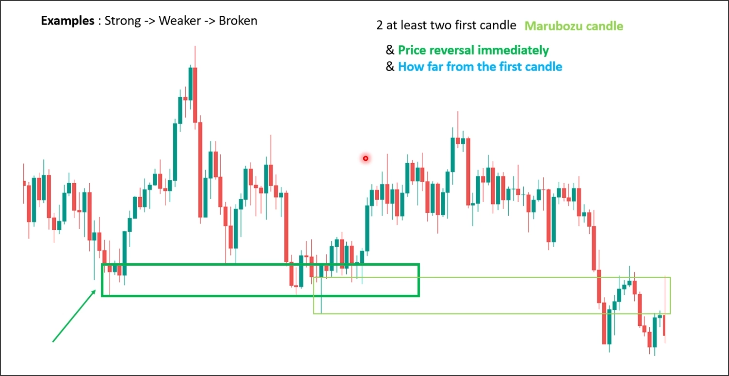 Examples : Strong -> Weaker -> Broken
2 at least two first candle Marubozu candle
& Price reversal immediately
& How far from the first candle